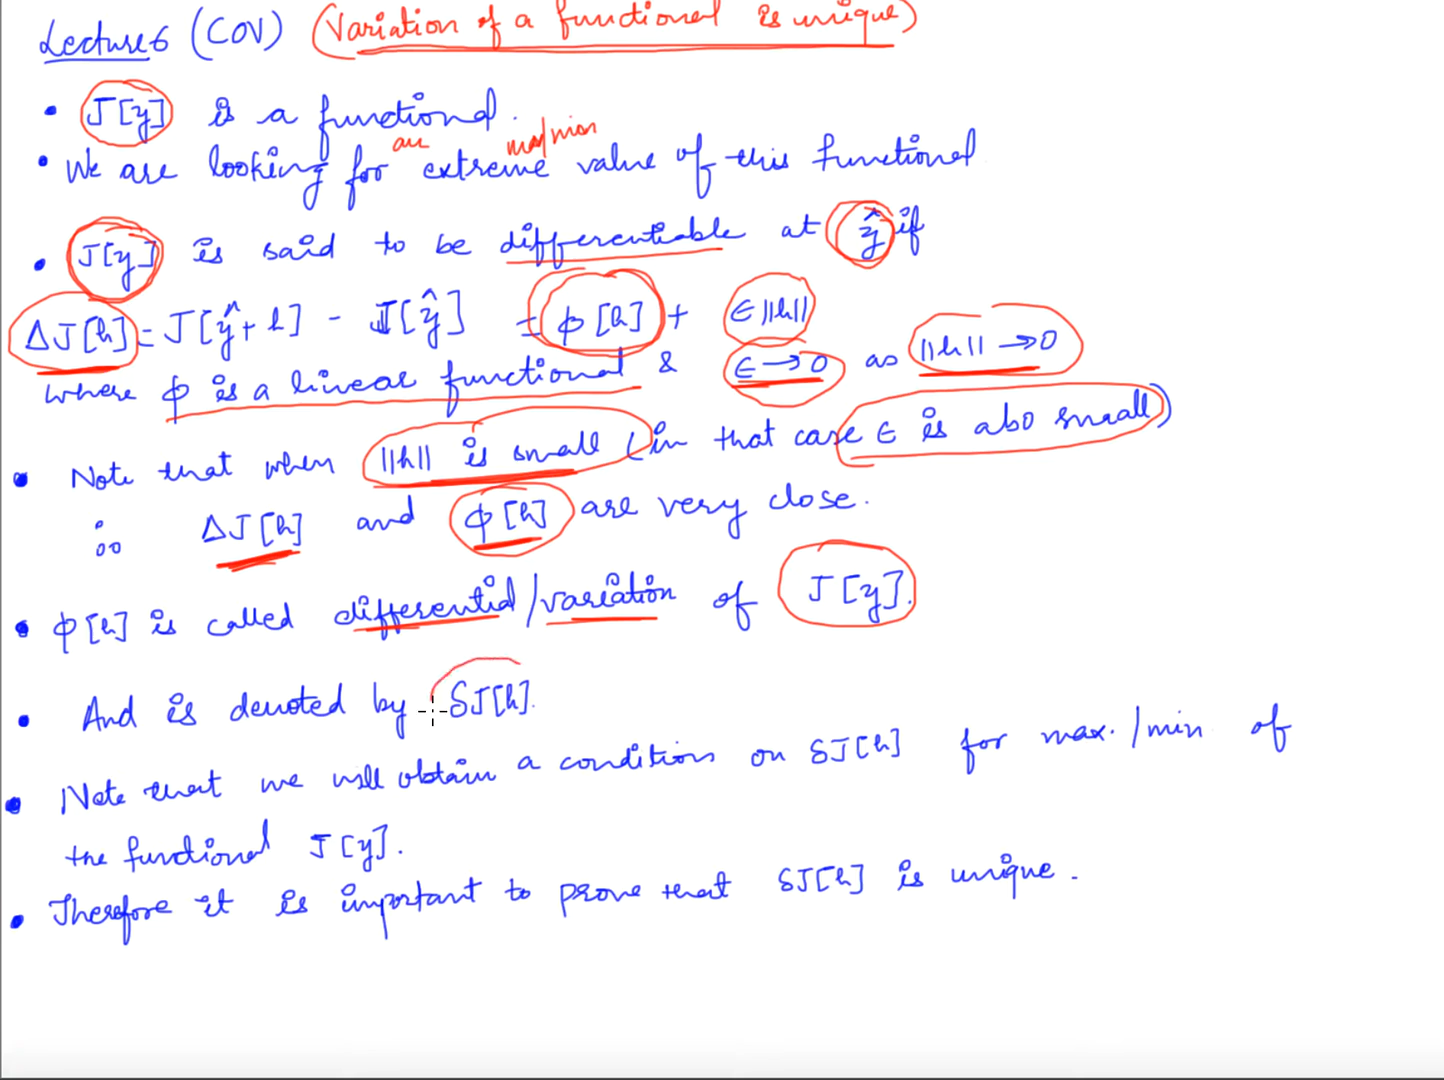 Lecture 6 (COV) (Variation of a functional is unique)
• J[y] is a functional.
an max/min
• We are looking for extreme value of this functional
• J[y] is said to be differentiable at ŷ if
ΔJ[h] = J[ŷ+h] - J[ŷ] = φ[h] + ∈||h||
where φ is a linear functional & ∈→0 as ||h||→0
• Note that when ||h|| is small (in that case ∈ is also small)
∴ ΔJ[h] and φ[h] are very close.
• φ[h] is called differential/variation of J[y].
• And is denoted by δJ[h].
• Note that we will obtain a condition on δJ[h] for max./min of
the functional J[y].
• Therefore it is important to prove that δJ[h] is unique.